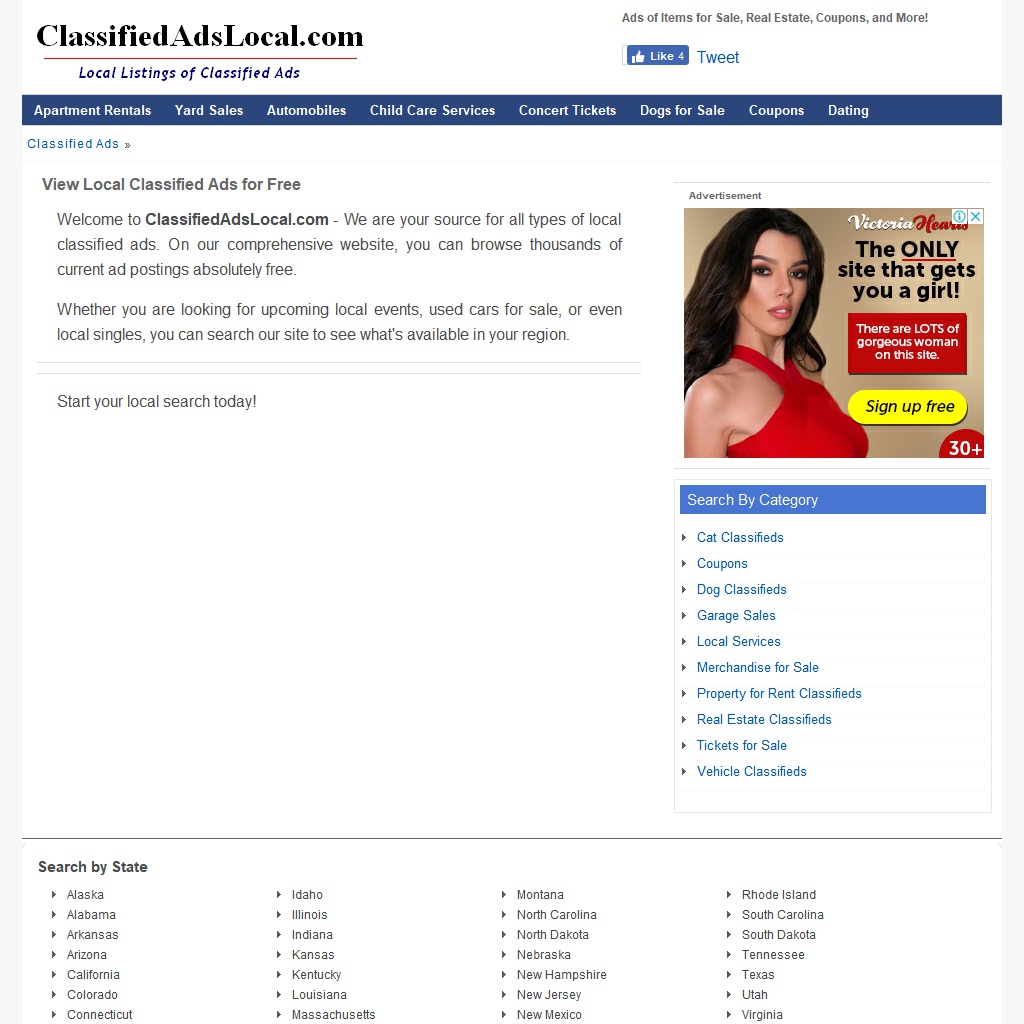 ClassifiedAdsLocal.com
Local Listings of Classified Ads
Ads of Items for Sale, Real Estate, Coupons, and More!
Like 4
Tweet
Apartment Rentals Yard Sales Automobiles Child Care Services Concert Tickets Dogs for Sale Coupons Dating
Classified Ads »
View Local Classified Ads for Free
Welcome to ClassifiedAdsLocal.com - We are your source for all types of local
classified ads. On our comprehensive website, you can browse thousands of
current ad postings absolutely free.
Whether you are looking for upcoming local events, used cars for sale, or even
local singles, you can search our site to see what's available in your region.
Start your local search today!
Advertisement
VictoriaHearts
The ONLY
site that gets
you a girl!
There are LOTS of
gorgeous woman
on this site.
Sign up free
30+
Search By Category
Cat Classifieds
Coupons
Dog Classifieds
Garage Sales
Local Services
Merchandise for Sale
Property for Rent Classifieds
Real Estate Classifieds
Tickets for Sale
Vehicle Classifieds
Search by State
Alaska
Alabama
Arkansas
Arizona
California
Colorado
Connecticut
Idaho
Illinois
Indiana
Kansas
Kentucky
Louisiana
Massachusetts
Montana
North Carolina
North Dakota
Nebraska
New Hampshire
New Jersey
New Mexico
Rhode Island
South Carolina
South Dakota
Tennessee
Texas
Utah
Virginia